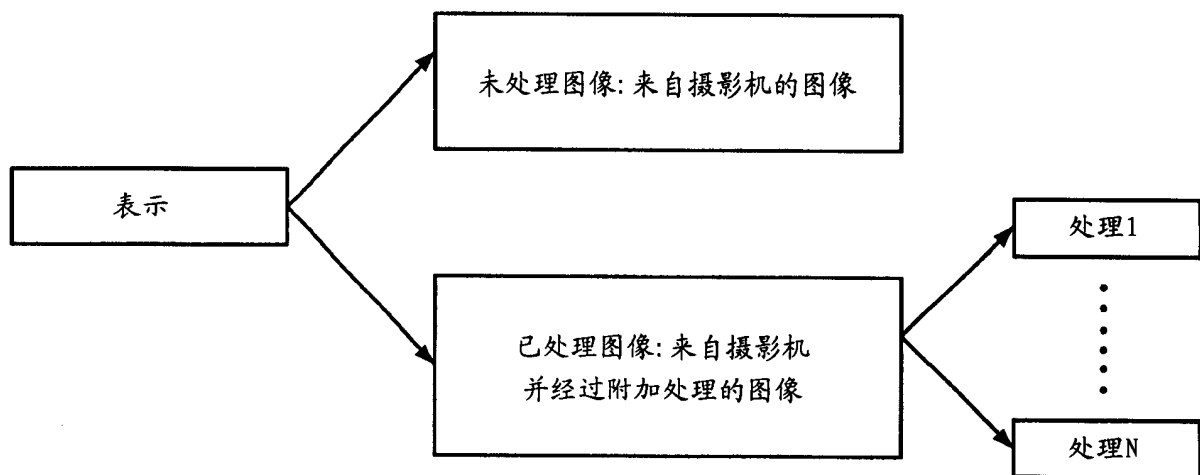 未处理图像: 来自摄影机的图像
表示
处理1
已处理图像: 来自摄影机
并经过附加处理的图像
处理N